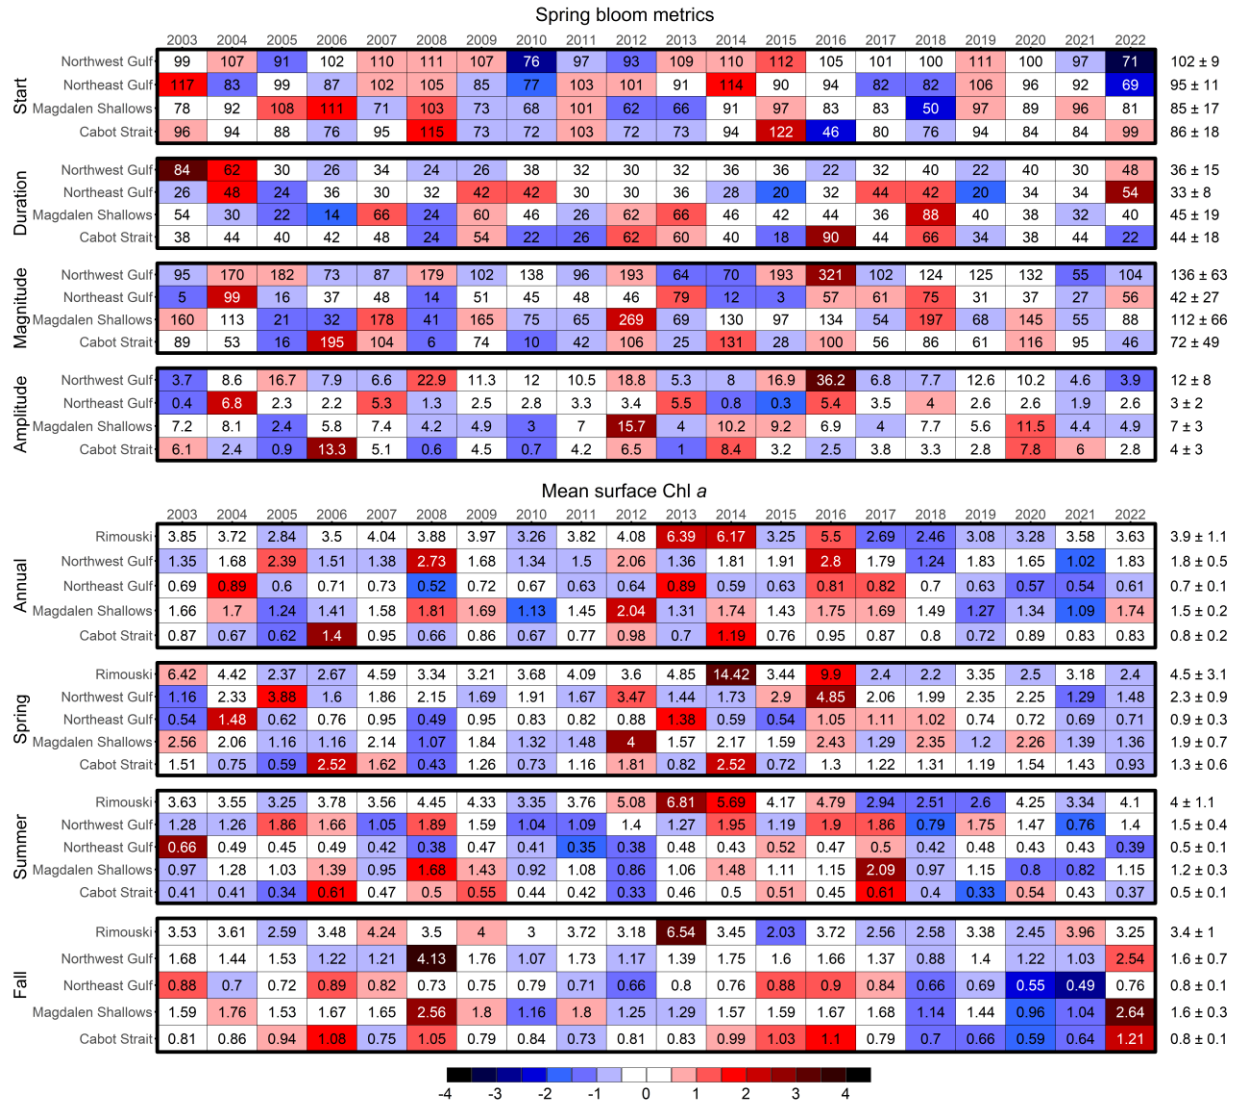 Spring bloom metrics
2003 2004 2005 2006 2007 2008 2009 2010 2011 2012 2013 2014 2015 2016 2017 2018 2019 2020 2021 2022
Start
Northwest Gulf 99 107 91 102 110 111 107 76 97 93 109 110 112 105 101 100 111 100 97 71 102 ± 9
Northeast Gulf 117 83 99 87 102 105 85 77 103 101 91 114 90 94 82 82 106 96 92 69 95 ± 11
Magdalen Shallows 78 92 108 111 71 103 73 68 101 62 66 91 97 83 83 50 97 89 96 81 85 ± 17
Cabot Strait 96 94 88 76 95 115 73 72 103 72 73 94 122 46 80 76 94 84 84 99 86 ± 18
Duration
Northwest Gulf 84 62 30 26 34 24 26 38 32 30 32 36 36 22 32 40 22 40 30 48 36 ± 15
Northeast Gulf 26 48 24 36 30 32 42 42 30 30 36 28 20 32 44 42 20 34 34 54 33 ± 8
Magdalen Shallows 54 30 22 14 66 24 60 46 26 62 66 46 42 44 36 88 40 38 32 40 45 ± 19
Cabot Strait 38 44 40 42 48 24 54 22 26 62 60 40 18 90 44 66 34 38 44 22 44 ± 18
Magnitude
Northwest Gulf 95 170 182 73 87 179 102 138 96 193 64 70 193 321 102 124 125 132 55 104 136 ± 63
Northeast Gulf 5 99 16 37 48 14 51 45 48 46 79 12 3 57 61 75 31 37 27 56 42 ± 27
Magdalen Shallows 160 113 21 32 178 41 165 75 65 269 69 130 97 134 54 197 68 145 55 88 112 ± 66
Cabot Strait 89 53 16 195 104 6 74 10 42 106 25 131 28 100 56 86 61 116 95 46 72 ± 49
Amplitude
Northwest Gulf 3.7 8.6 16.7 7.9 6.6 22.9 11.3 12 10.5 18.8 5.3 8 16.9 36.2 6.8 7.7 12.6 10.2 4.6 3.9 12 ± 8
Northeast Gulf 0.4 6.8 2.3 2.2 5.3 1.3 2.5 2.8 3.3 3.4 5.5 0.8 0.3 5.4 3.5 4 2.6 2.6 1.9 2.6 3 ± 2
Magdalen Shallows 7.2 8.1 2.4 5.8 7.4 4.2 4.9 3 7 15.7 4 10.2 9.2 6.9 4 7.7 5.6 11.5 4.4 4.9 7 ± 3
Cabot Strait 6.1 2.4 0.9 13.3 5.1 0.6 4.5 0.7 4.2 6.5 1 8.4 3.2 2.5 3.8 3.3 2.8 7.8 6 2.8 4 ± 3
Mean surface Chl a
2003 2004 2005 2006 2007 2008 2009 2010 2011 2012 2013 2014 2015 2016 2017 2018 2019 2020 2021 2022
Annual
Rimouski 3.85 3.72 2.84 3.5 4.04 3.88 3.97 3.26 3.82 4.08 6.39 6.17 3.25 5.5 2.69 2.46 3.08 3.28 3.58 3.63 3.9 ± 1.1
Northwest Gulf 1.35 1.68 2.39 1.51 1.38 2.73 1.68 1.34 1.5 2.06 1.36 1.81 1.91 2.8 1.79 1.24 1.83 1.65 1.02 1.83 1.8 ± 0.5
Northeast Gulf 0.69 0.89 0.6 0.71 0.73 0.52 0.72 0.67 0.63 0.64 0.89 0.59 0.63 0.81 0.82 0.7 0.63 0.57 0.54 0.61 0.7 ± 0.1
Magdalen Shallows 1.66 1.7 1.24 1.41 1.58 1.81 1.69 1.13 1.45 2.04 1.31 1.74 1.43 1.75 1.69 1.49 1.27 1.34 1.09 1.74 1.5 ± 0.2
Cabot Strait 0.87 0.67 0.62 1.4 0.95 0.66 0.86 0.67 0.77 0.98 0.7 1.19 0.76 0.95 0.87 0.8 0.72 0.89 0.83 0.83 0.8 ± 0.2
Spring
Rimouski 6.42 4.42 2.37 2.67 4.59 3.34 3.21 3.68 4.09 3.6 4.85 14.42 3.44 9.9 2.4 2.2 3.35 2.5 3.18 2.4 4.5 ± 3.1
Northwest Gulf 1.16 2.33 3.88 1.6 1.86 2.15 1.69 1.91 1.67 3.47 1.44 1.73 2.9 4.85 2.06 1.99 2.35 2.25 1.29 1.48 2.3 ± 0.9
Northeast Gulf 0.54 1.48 0.62 0.76 0.95 0.49 0.95 0.83 0.82 0.88 1.38 0.59 0.54 1.05 1.11 1.02 0.74 0.72 0.69 0.71 0.9 ± 0.3
Magdalen Shallows 2.56 2.06 1.16 1.16 2.14 1.07 1.84 1.32 1.48 4 1.57 2.17 1.59 2.43 1.29 2.35 1.2 2.26 1.39 1.36 1.9 ± 0.7
Cabot Strait 1.51 0.75 0.59 2.52 1.62 0.43 1.26 0.73 1.16 1.81 0.82 2.52 0.72 1.3 1.22 1.31 1.19 1.54 1.43 0.93 1.3 ± 0.6
Summer
Rimouski 3.63 3.55 3.25 3.78 3.56 4.45 4.33 3.35 3.76 5.08 6.81 5.69 4.17 4.79 2.94 2.51 2.6 4.25 3.34 4.1 4 ± 1.1
Northwest Gulf 1.28 1.26 1.86 1.66 1.05 1.89 1.59 1.04 1.09 1.4 1.27 1.95 1.19 1.9 1.86 0.79 1.75 1.47 0.76 1.4 1.5 ± 0.4
Northeast Gulf 0.66 0.49 0.45 0.49 0.42 0.38 0.47 0.41 0.35 0.38 0.48 0.43 0.52 0.47 0.5 0.42 0.48 0.43 0.43 0.39 0.5 ± 0.1
Magdalen Shallows 0.97 1.28 1.03 1.39 0.95 1.68 1.43 0.92 1.08 0.86 1.06 1.48 1.11 1.15 2.09 0.97 1.15 0.8 0.82 1.15 1.2 ± 0.3
Cabot Strait 0.41 0.41 0.34 0.61 0.47 0.5 0.55 0.44 0.42 0.33 0.46 0.5 0.51 0.45 0.61 0.4 0.33 0.54 0.43 0.37 0.5 ± 0.1
Fall
Rimouski 3.53 3.61 2.59 3.48 4.24 3.5 4 3 3.72 3.18 6.54 3.45 2.03 3.72 2.56 2.58 3.38 2.45 3.96 3.25 3.4 ± 1
Northwest Gulf 1.68 1.44 1.53 1.22 1.21 4.13 1.76 1.07 1.73 1.17 1.39 1.75 1.6 1.66 1.37 0.88 1.4 1.22 1.03 2.54 1.6 ± 0.7
Northeast Gulf 0.88 0.7 0.72 0.89 0.82 0.73 0.75 0.79 0.71 0.66 0.8 0.76 0.88 0.9 0.84 0.66 0.69 0.55 0.49 0.76 0.8 ± 0.1
Magdalen Shallows 1.59 1.76 1.53 1.67 1.65 2.56 1.8 1.16 1.8 1.25 1.29 1.57 1.59 1.67 1.68 1.14 1.44 0.96 1.04 2.64 1.6 ± 0.3
Cabot Strait 0.81 0.86 0.94 1.08 0.75 1.05 0.79 0.84 0.73 0.81 0.83 0.99 1.03 1.1 0.79 0.7 0.66 0.59 0.64 1.21 0.8 ± 0.1
-4 -3 -2 -1 0 1 2 3 4